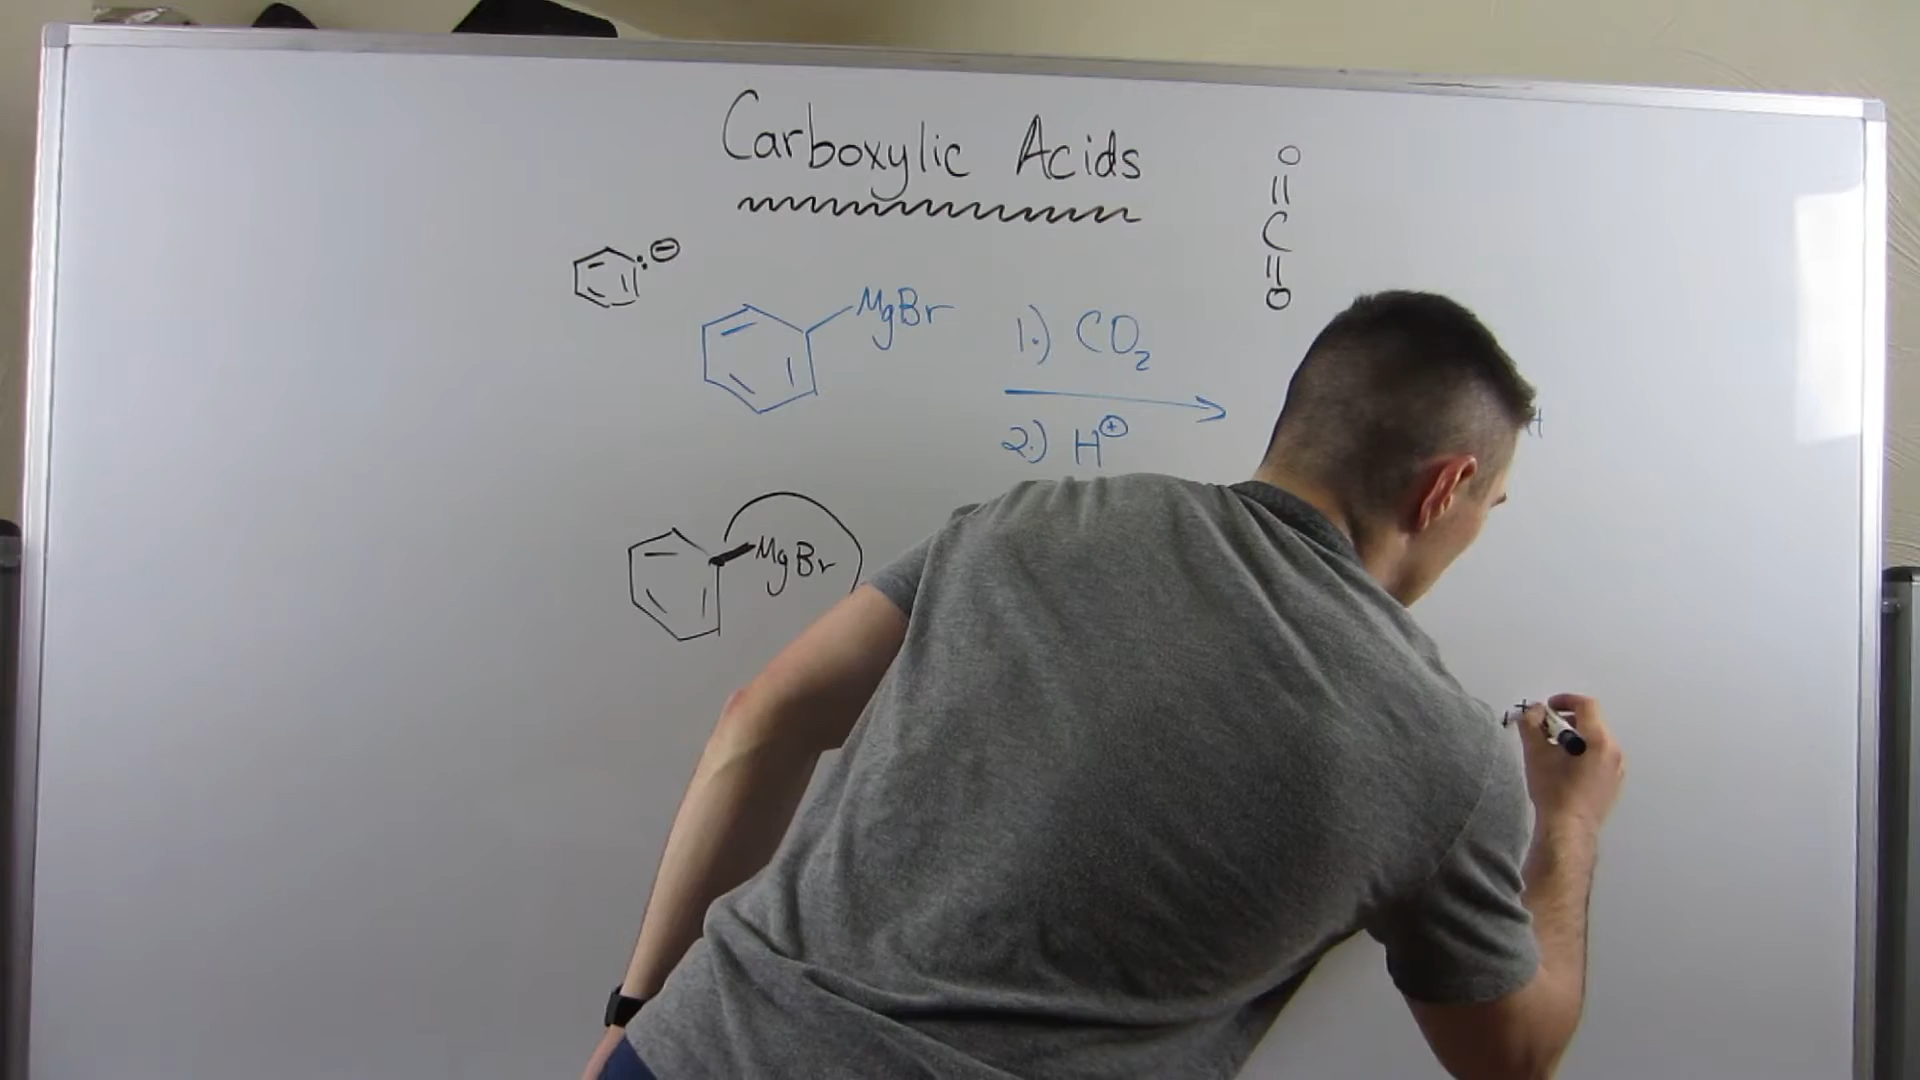 Carboxylic Acids
O
||
C
||
O
:⊖
MgBr
1.) CO₂
2.) H⊕
H
MgBr
+